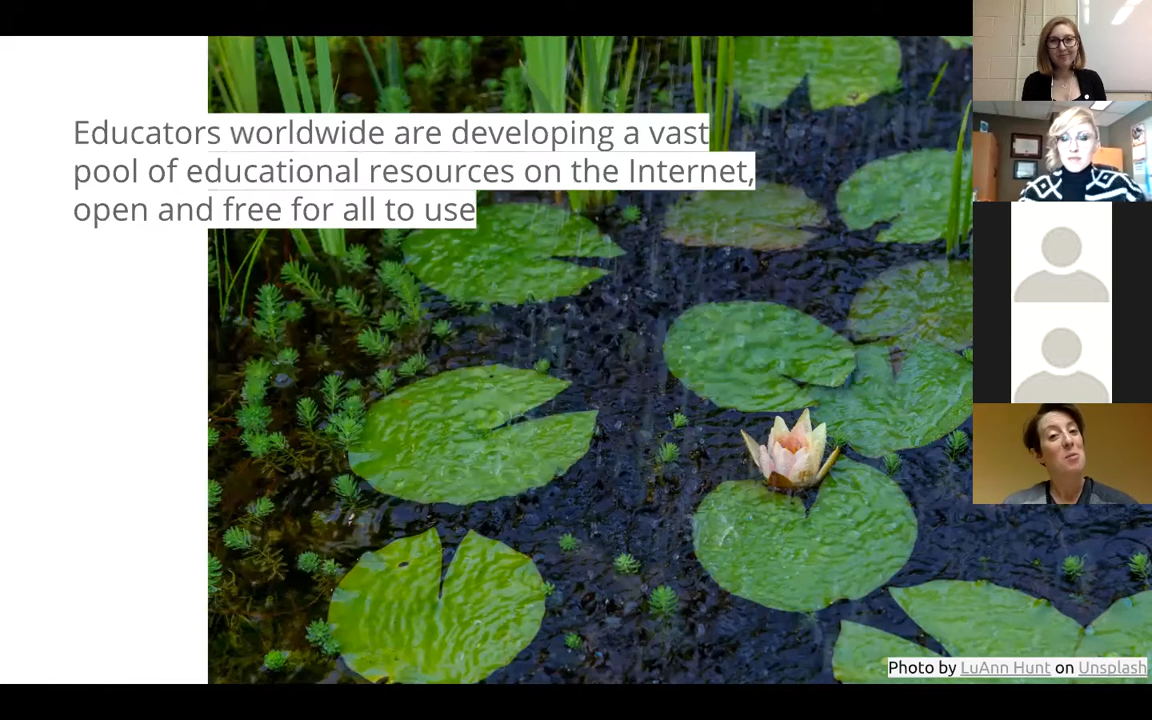 Educators worldwide are developing a vast
pool of educational resources on the Internet,
open and free for all to use
Photo by LuAnn Hunt on Unsplash